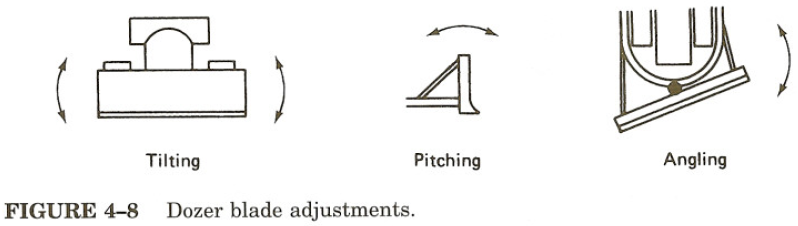 Tilting
Pitching
Angling
FIGURE 4–8 Dozer blade adjustments.